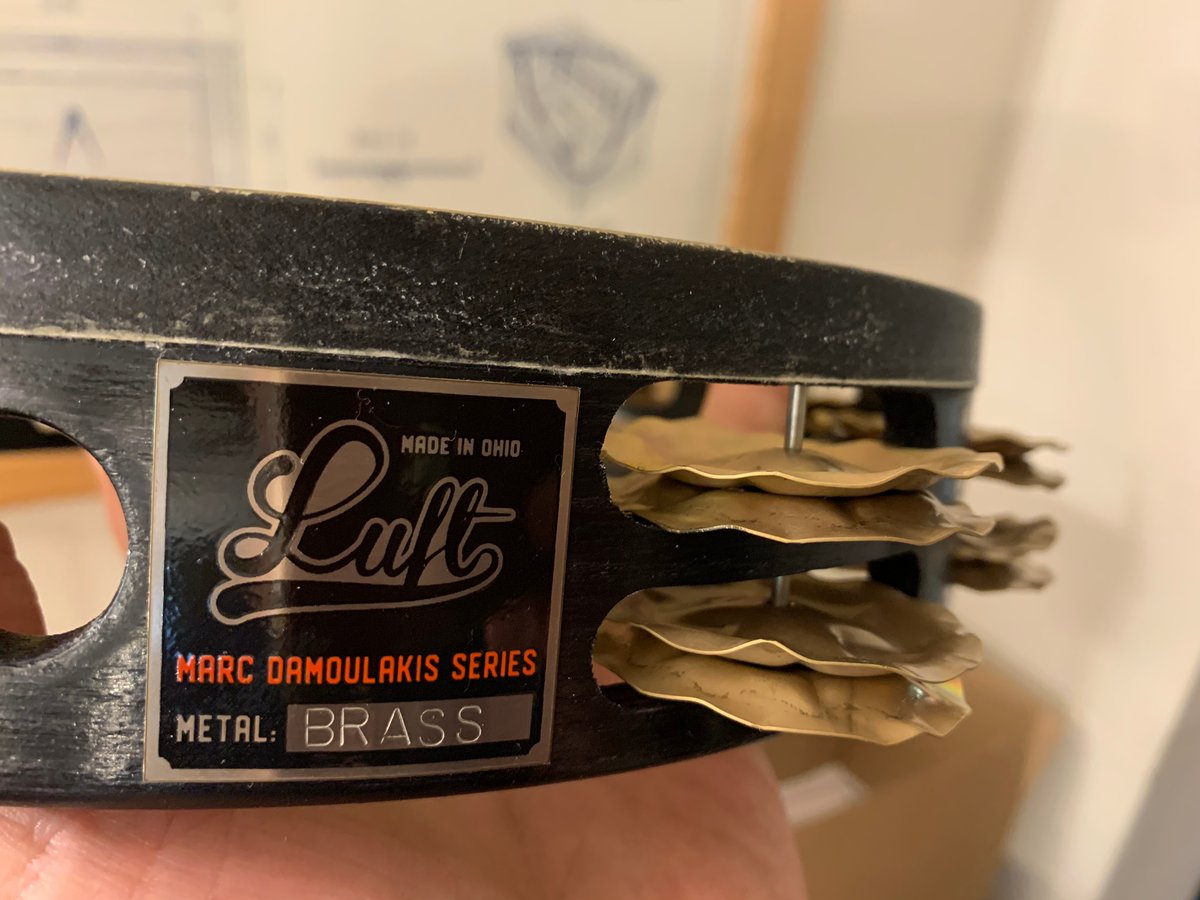 MADE IN OHIO
Luft
MARC DAMOULAKIS SERIES
METAL: BRASS